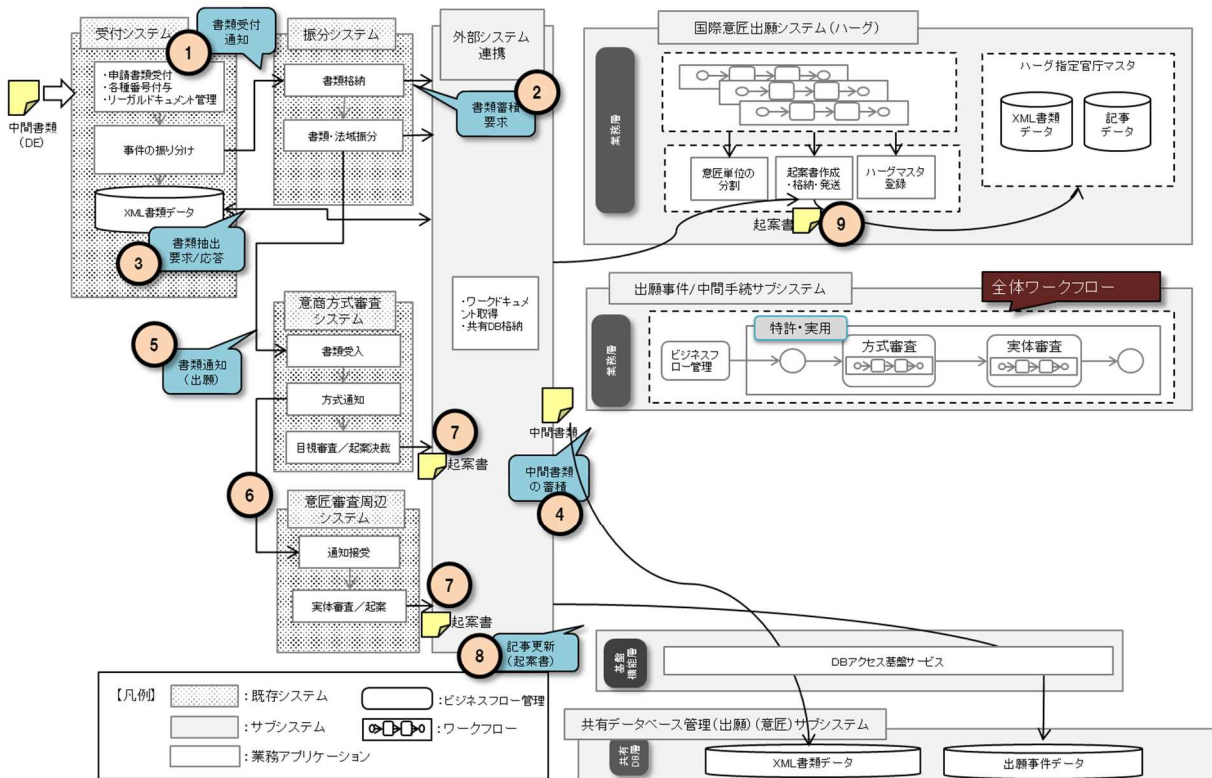 受付システム
1
書類受付
通知
・申請書類受付
・各種番号付与
・リーガルドキュメント管理
事件の振り分け
XML書類データ
中間書類
(DE)
3
書類抽出
要求/応答
振分システム
書類格納
書類・法域振分
外部システム
連携
書類蓄積
要求
2
・ワークドキュメ
ント取得
・共有DB格納
5
書類通知
(出願)
意商方式審査
システム
書類受入
方式通知
目視審査/起案決裁
7
起案書
6
意匠審査周辺
システム
通知接受
実体審査/起案
7
起案書
8
記事更新
(起案書)
中間書類
中間書類
の蓄積
4
国際意匠出願システム(ハーグ)
業務層
意匠単位の
分割
起案書作成
・格納・発送
ハーグマスタ
登録
起案書
9
ハーグ指定官庁マスタ
XML書類
データ
記事
データ
出願事件/中間手続サブシステム
全体ワークフロー
業務層
特許・実用
ビジネスフ
ロー管理
方式審査
実体審査
基盤
機能層
DBアクセス基盤サービス
共有データベース管理(出願)(意匠)サブシステム
共有
DB層
XML書類データ
出願事件データ
【凡例】
:既存システム
:サブシステム
:業務アプリケーション
:ビジネスフロー管理
:ワークフロー